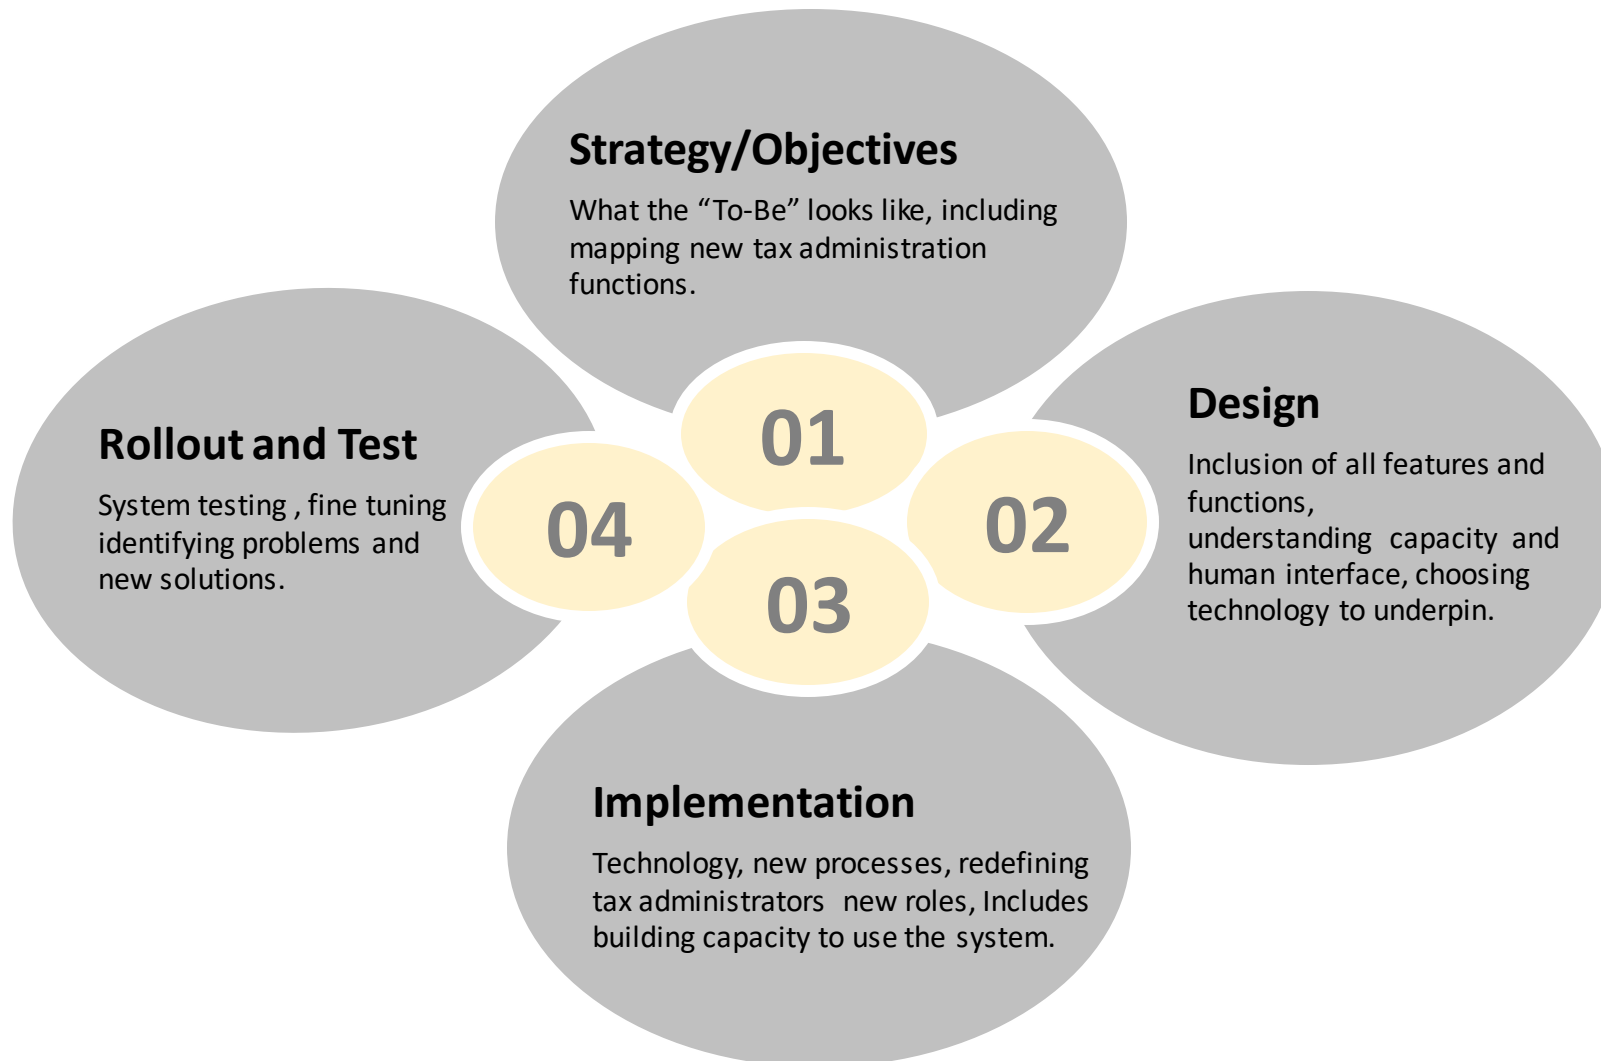 Strategy/Objectives
What the “To-Be” looks like, including
mapping new tax administration
functions.
01
Design
Inclusion of all features and
functions,
understanding capacity and
human interface, choosing
technology to underpin.
02
Implementation
Technology, new processes, redefining
tax administrators new roles, Includes
building capacity to use the system.
03
Rollout and Test
System testing , fine tuning
identifying problems and
new solutions.
04